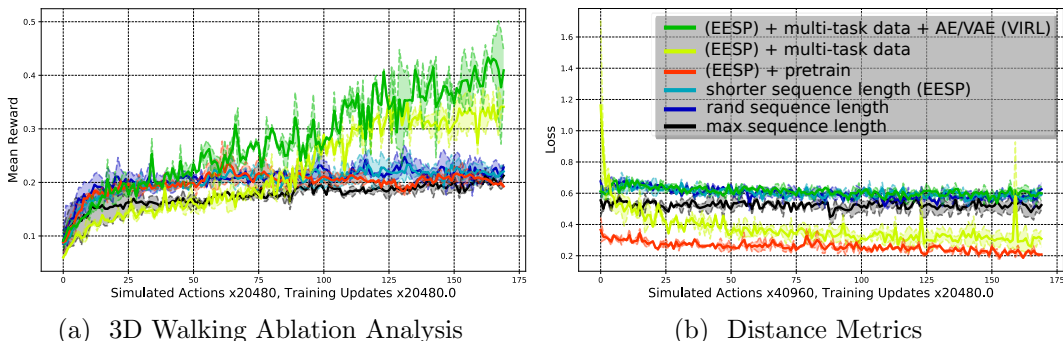 0.5
0.4
0.3
0.2
0.1
Mean Reward
0 25 50 75 100 125 150 175
Simulated Actions x20480, Training Updates x20480.0
(a) 3D Walking Ablation Analysis
1.6
1.4
1.2
1.0
0.8
0.6
0.4
0.2
Loss
(EESP) + multi-task data + AE/VAE (VIRL)
(EESP) + multi-task data
(EESP) + pretrain
shorter sequence length (EESP)
rand sequence length
max sequence length
0 25 50 75 100 125 150 175
Simulated Actions x40960, Training Updates x20480.0
(b) Distance Metrics